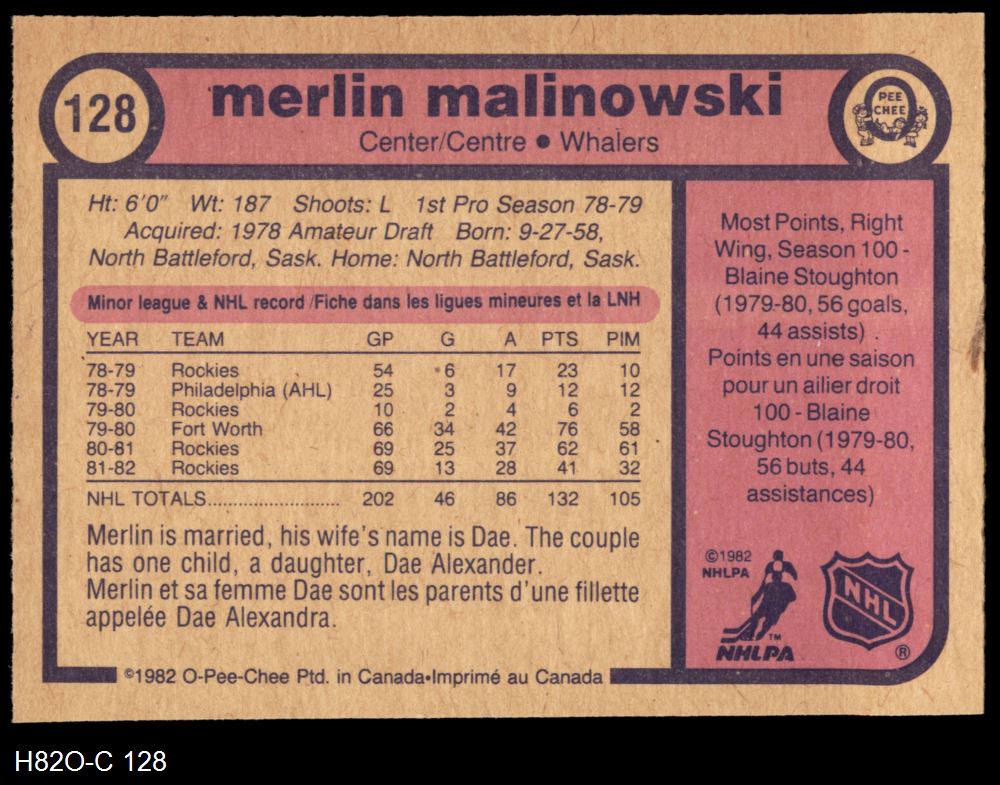 128
merlin malinowski
Center/Centre • Whalers
PEE
CHEE
Ht: 6'0" Wt: 187 Shoots: L 1st Pro Season 78-79
Acquired: 1978 Amateur Draft Born: 9-27-58,
North Battleford, Sask. Home: North Battleford, Sask.
Minor league & NHL record/Fiche dans les ligues mineures et la LNH
YEAR TEAM GP G A PTS PIM
78-79 Rockies 54 6 17 23 10
78-79 Philadelphia (AHL) 25 3 9 12 12
79-80 Rockies 10 2 4 6 2
79-80 Fort Worth 66 34 42 76 58
80-81 Rockies 69 25 37 62 61
81-82 Rockies 69 13 28 41 32
NHL TOTALS..................... 202 46 86 132 105
Merlin is married, his wife's name is Dae. The couple
has one child, a daughter, Dae Alexander.
Merlin et sa femme Dae sont les parents d'une fillette
appelée Dae Alexandra.
Most Points, Right
Wing, Season 100 -
Blaine Stoughton
(1979-80, 56 goals,
44 assists)
Points en une saison
pour un ailier droit
100 - Blaine
Stoughton (1979-80,
56 buts, 44
assistances)
©1982
NHLPA
TM
NHLPA
NHL
®
©1982 O-Pee-Chee Ptd. in Canada•Imprimé au Canada
H82O-C 128